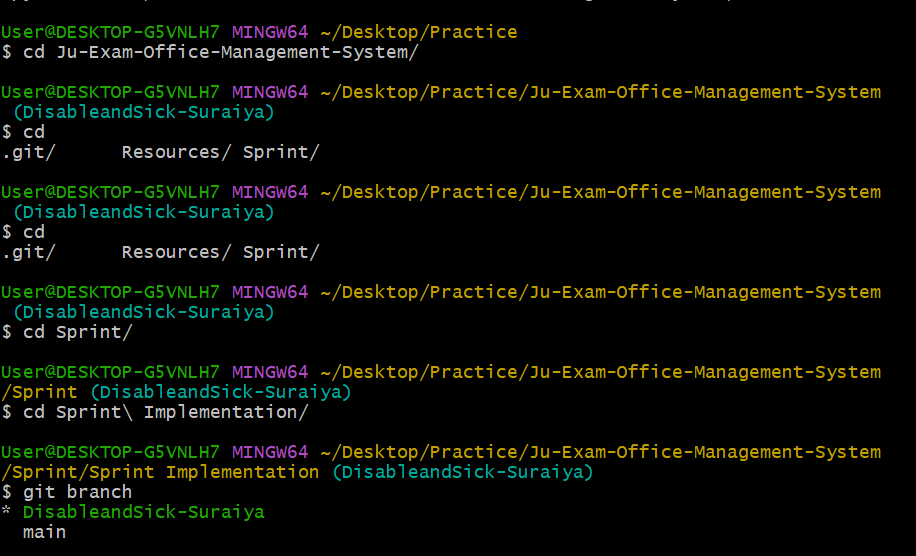 User@DESKTOP-G5VNLH7 MINGW64 ~/Desktop/Practice
$ cd Ju-Exam-Office-Management-System/
User@DESKTOP-G5VNLH7 MINGW64 ~/Desktop/Practice/Ju-Exam-Office-Management-System
(DisableandSick-Suraiya)
$ cd
.git/      Resources/ Sprint/
User@DESKTOP-G5VNLH7 MINGW64 ~/Desktop/Practice/Ju-Exam-Office-Management-System
(DisableandSick-Suraiya)
$ cd
.git/      Resources/ Sprint/
User@DESKTOP-G5VNLH7 MINGW64 ~/Desktop/Practice/Ju-Exam-Office-Management-System
(DisableandSick-Suraiya)
$ cd Sprint/
User@DESKTOP-G5VNLH7 MINGW64 ~/Desktop/Practice/Ju-Exam-Office-Management-System
/Sprint (DisableandSick-Suraiya)
$ cd Sprint\ Implementation/
User@DESKTOP-G5VNLH7 MINGW64 ~/Desktop/Practice/Ju-Exam-Office-Management-System
/Sprint/Sprint Implementation (DisableandSick-Suraiya)
$ git branch
* DisableandSick-Suraiya
main